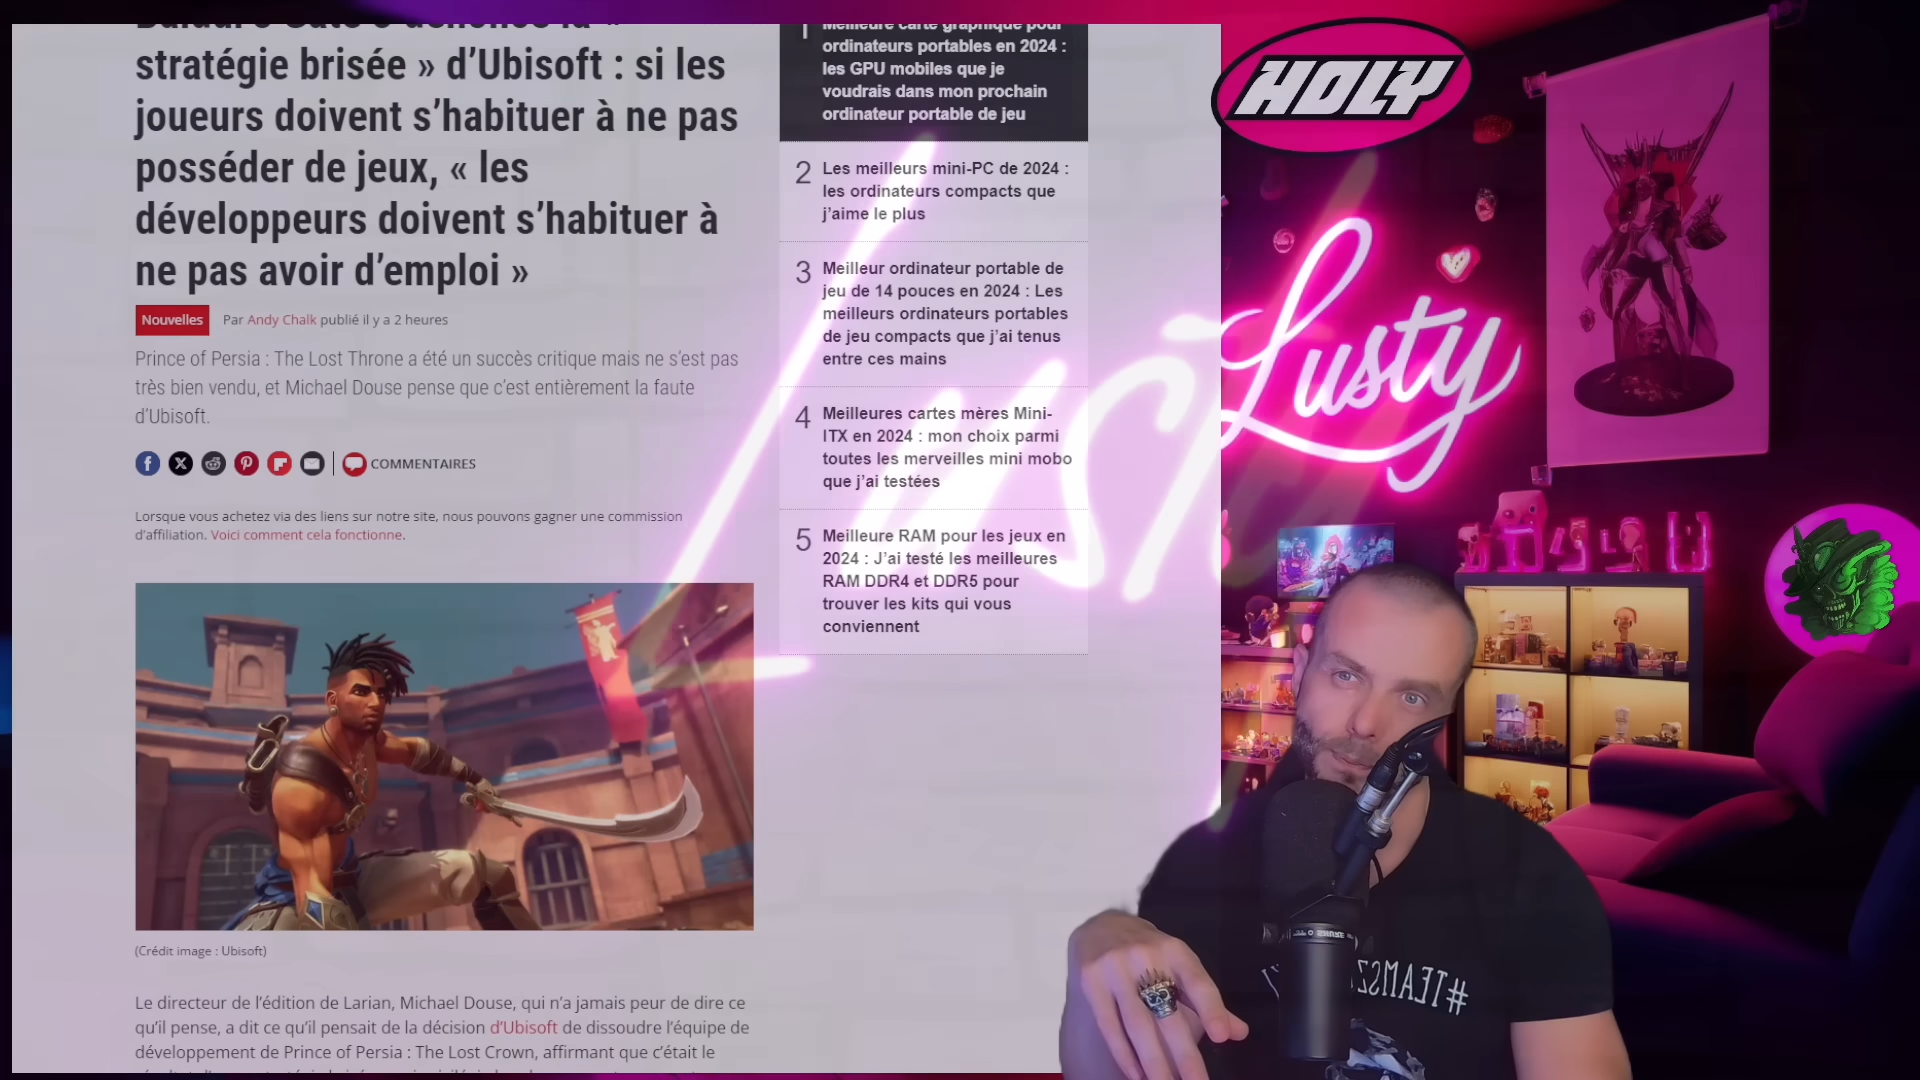 stratégie brisée » d’Ubisoft : si les
joueurs doivent s’habituer à ne pas
posséder de jeux, « les
développeurs doivent s’habituer à
ne pas avoir d’emploi »
Nouvelles
Par Andy Chalk publié il y a 2 heures
Prince of Persia : The Lost Throne a été un succès critique mais ne s’est pas
très bien vendu, et Michael Douse pense que c’est entièrement la faute
d’Ubisoft.
COMMENTAIRES
Lorsque vous achetez via des liens sur notre site, nous pouvons gagner une commission
d’affiliation. Voici comment cela fonctionne.
(Crédit image : Ubisoft)
Le directeur de l’édition de Larian, Michael Douse, qui n’a jamais peur de dire ce
qu’il pense, a dit ce qu’il pensait de la décision d’Ubisoft de dissoudre l’équipe de
développement de Prince of Persia : The Lost Crown, affirmant que c’était le
1
Meilleure carte graphique pour
ordinateurs portables en 2024 :
les GPU mobiles que je
voudrais dans mon prochain
ordinateur portable de jeu
2
Les meilleurs mini-PC de 2024 :
les ordinateurs compacts que
j’aime le plus
3
Meilleur ordinateur portable de
jeu de 14 pouces en 2024 : Les
meilleurs ordinateurs portables
de jeu compacts que j’ai tenus
entre ces mains
4
Meilleures cartes mères Mini-
ITX en 2024 : mon choix parmi
toutes les merveilles mini mobo
que j’ai testées
5
Meilleure RAM pour les jeux en
2024 : J’ai testé les meilleures
RAM DDR4 et DDR5 pour
trouver les kits qui vous
conviennent
HOLY
Lusty